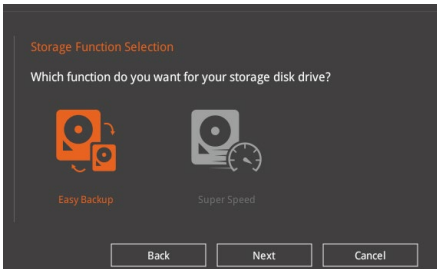 Storage Function Selection
Which function do you want for your storage disk drive?
Easy Backup
Super Speed
Back
Next
Cancel